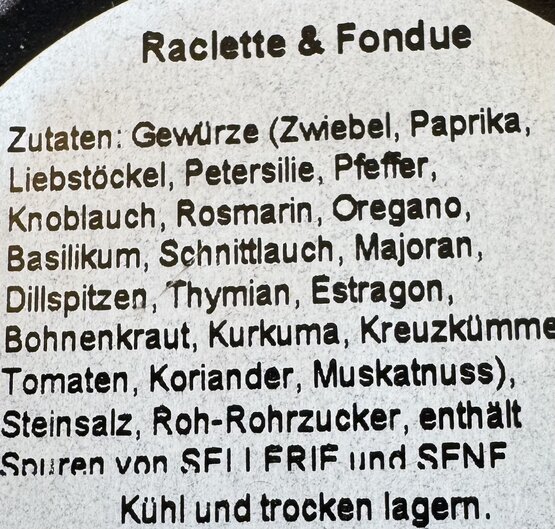 Raclette & Fondue
Zutaten: Gewürze (Zwiebel, Paprika,
Liebstöckel, Petersilie, Pfeffer,
Knoblauch, Rosmarin, Oregano,
Basilikum, Schnittlauch, Majoran,
Dillspitzen, Thymian, Estragon,
Bohnenkraut, Kurkuma, Kreuzkümme
Tomaten, Koriander, Muskatnuss),
Steinsalz, Roh-Rohrzucker, enthält
Spuren von SELLERIE und SENF
Kühl und trocken lagern.